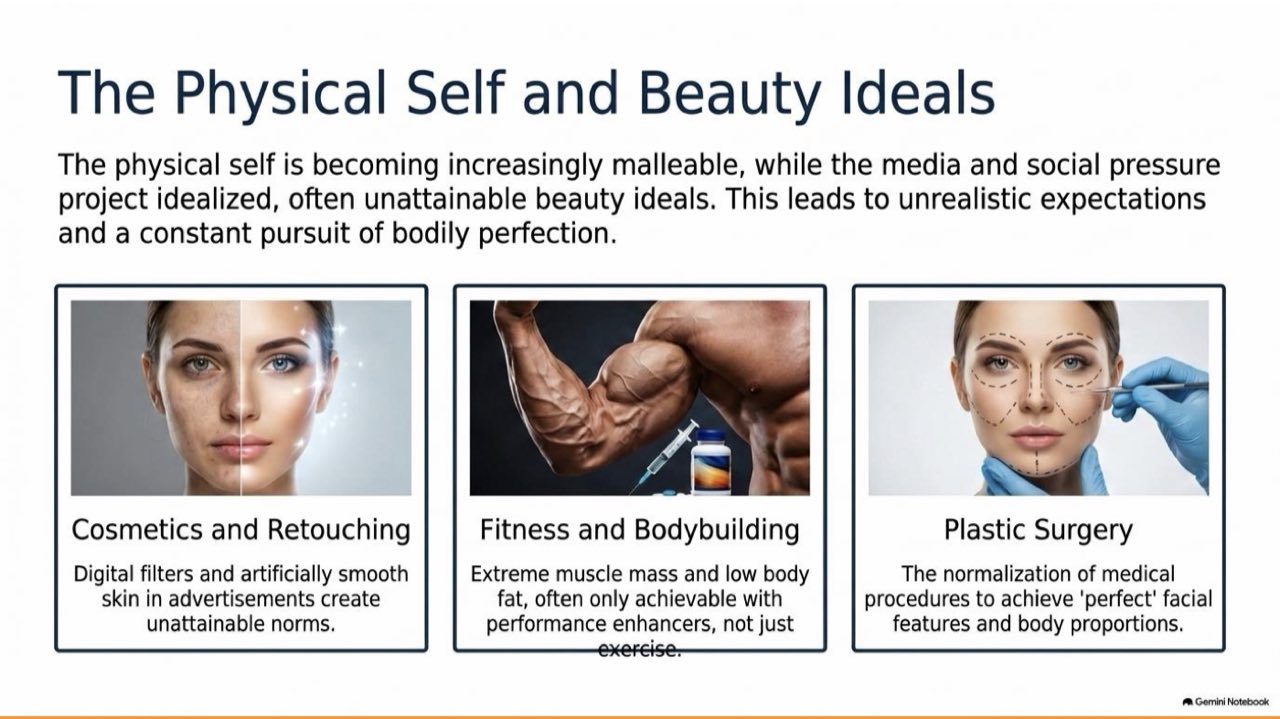 The Physical Self and Beauty Ideals
The physical self is becoming increasingly malleable, while the media and social pressure
project idealized, often unattainable beauty ideals. This leads to unrealistic expectations
and a constant pursuit of bodily perfection.
Cosmetics and Retouching
Digital filters and artificially smooth
skin in advertisements create
unattainable norms.
Fitness and Bodybuilding
Extreme muscle mass and low body
fat, often only achievable with
performance enhancers, not just
exercise.
Plastic Surgery
The normalization of medical
procedures to achieve 'perfect' facial
features and body proportions.
Gemini Notebook